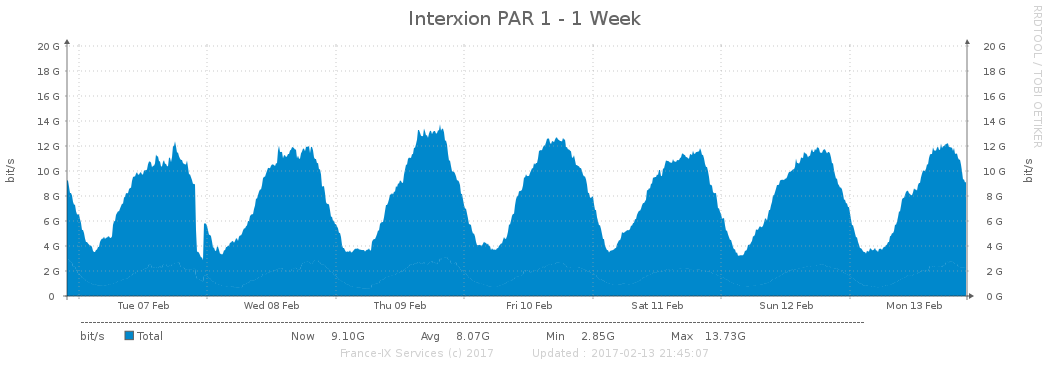 Interxion PAR 1 - 1 Week
RRDTOOL / TOBI OETIKER
20 G 20 G
18 G 18 G
16 G 16 G
14 G 14 G
12 G 12 G
10 G 10 G
8 G 8 G
6 G 6 G
4 G 4 G
2 G 2 G
0 0 G
bit/s
bit/s
Tue 07 Feb Wed 08 Feb Thu 09 Feb Fri 10 Feb Sat 11 Feb Sun 12 Feb Mon 13 Feb
bit/s Total Now 9.10G Avg 8.07G Min 2.85G Max 13.73G
France-IX Services (c) 2017 Updated : 2017-02-13 21:45:07